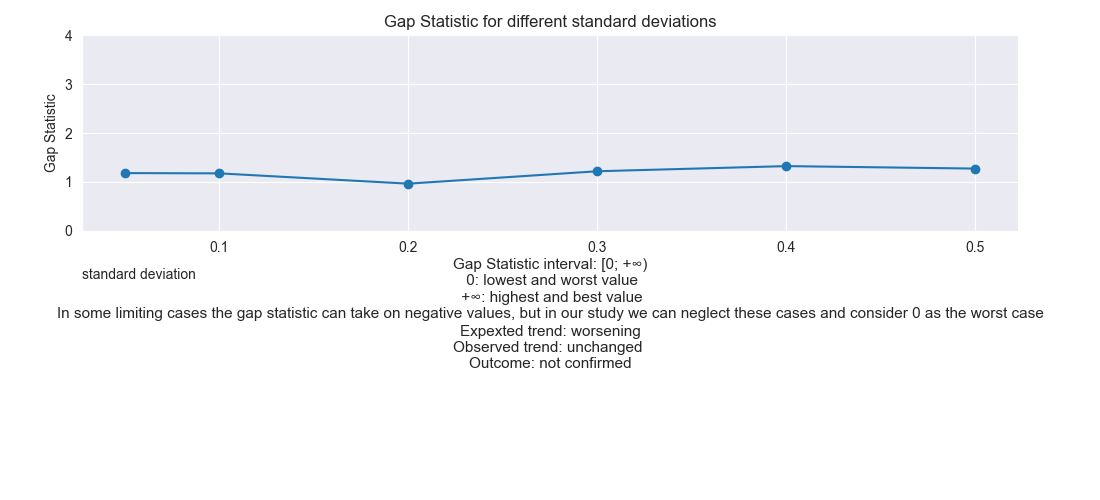 Gap Statistic for different standard deviations
4
3
2
1
0
Gap Statistic
0.1 0.2 0.3 0.4 0.5
standard deviation
Gap Statistic interval: [0; +∞)
0: lowest and worst value
+∞: highest and best value
In some limiting cases the gap statistic can take on negative values, but in our study we can neglect these cases and consider 0 as the worst case
Expexted trend: worsening
Observed trend: unchanged
Outcome: not confirmed